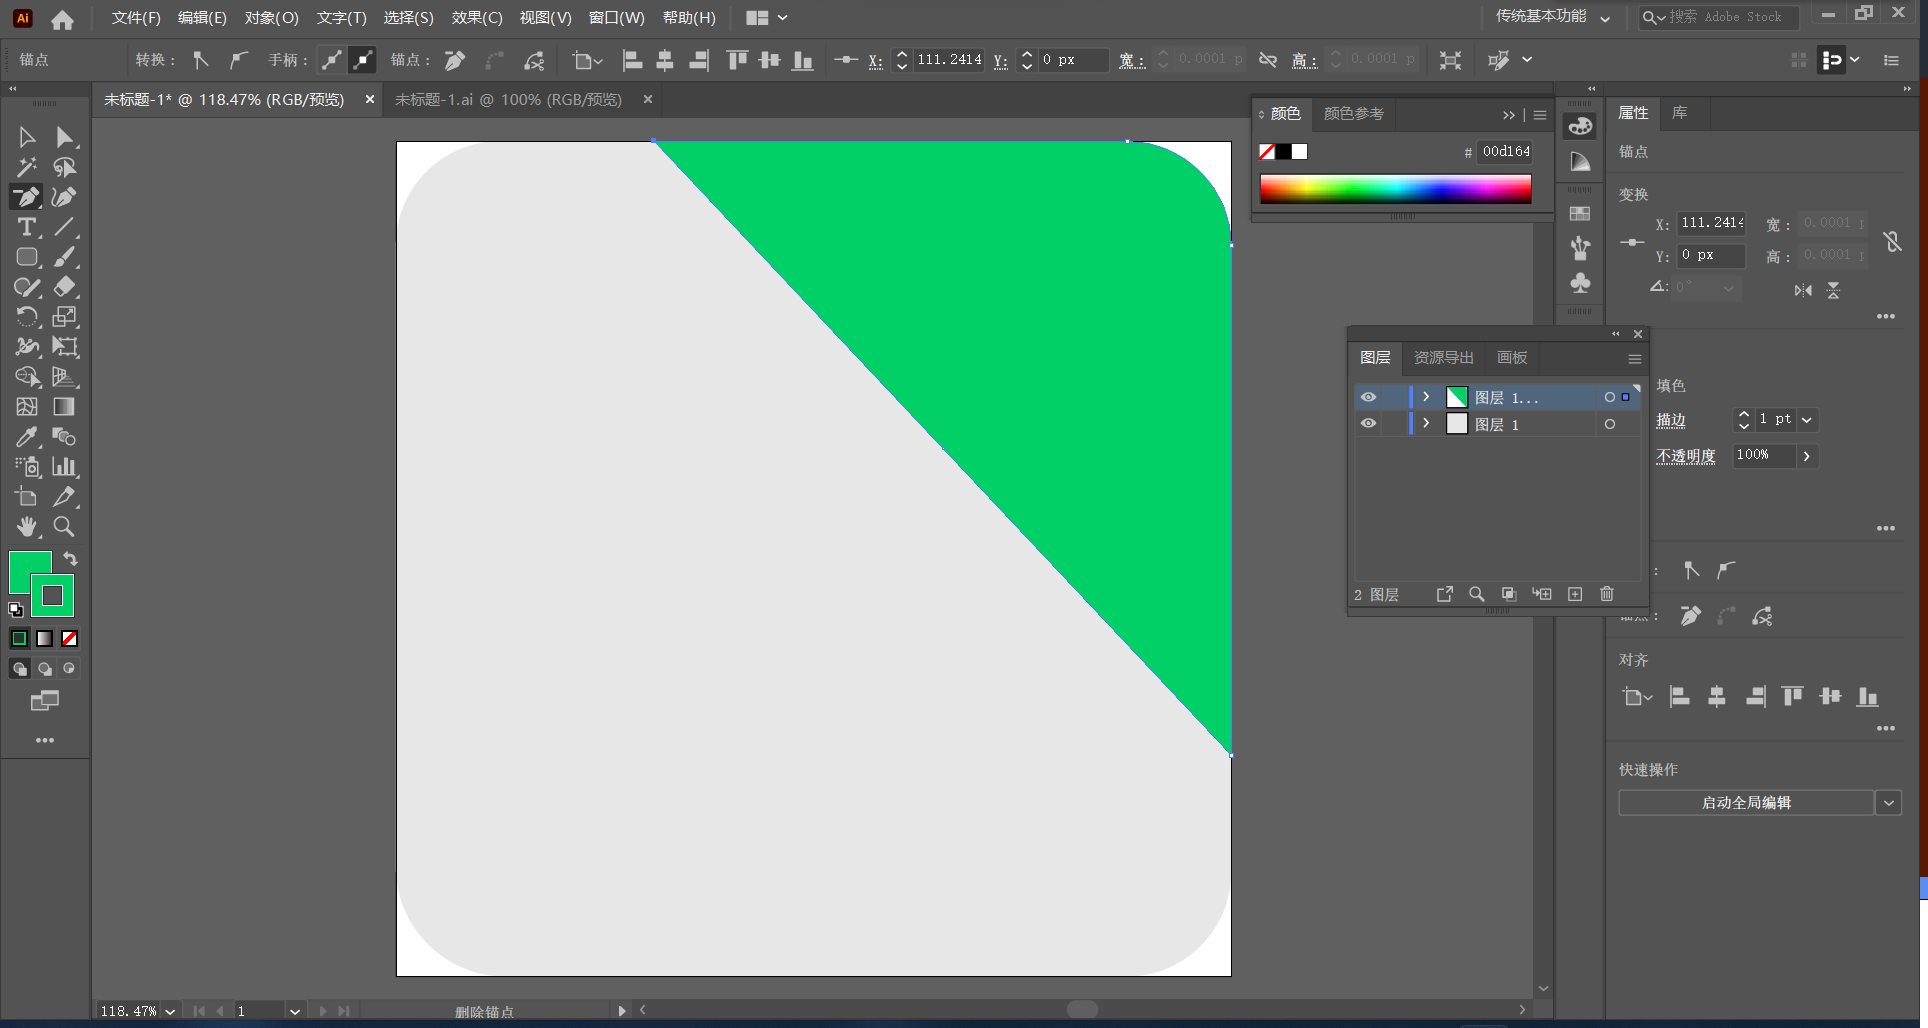 Ai 文件(F) 编辑(E) 对象(O) 文字(T) 选择(S) 效果(C) 视图(V) 窗口(W) 帮助(H) 传统基本功能 搜索 Adobe Stock
锚点 转换： 手柄： 锚点： X: 111.2414 Y: 0 px 宽： 0.0001 p 高： 0.0001 p
未标题-1* @ 118.47% (RGB/预览) × 未标题-1.ai @ 100% (RGB/预览) ×
颜色 颜色参考
# 00d164
属性 库
锚点
变换
X: 111.2414 宽： 0.0001 p
Y: 0 px 高： 0.0001 p
0°
图层 资源导出 画板
图层 1...
图层 1
2 图层
填色
描边 1 pt
不透明度 100%
对齐
快速操作
启动全局编辑
118.47% 1 删除锚点